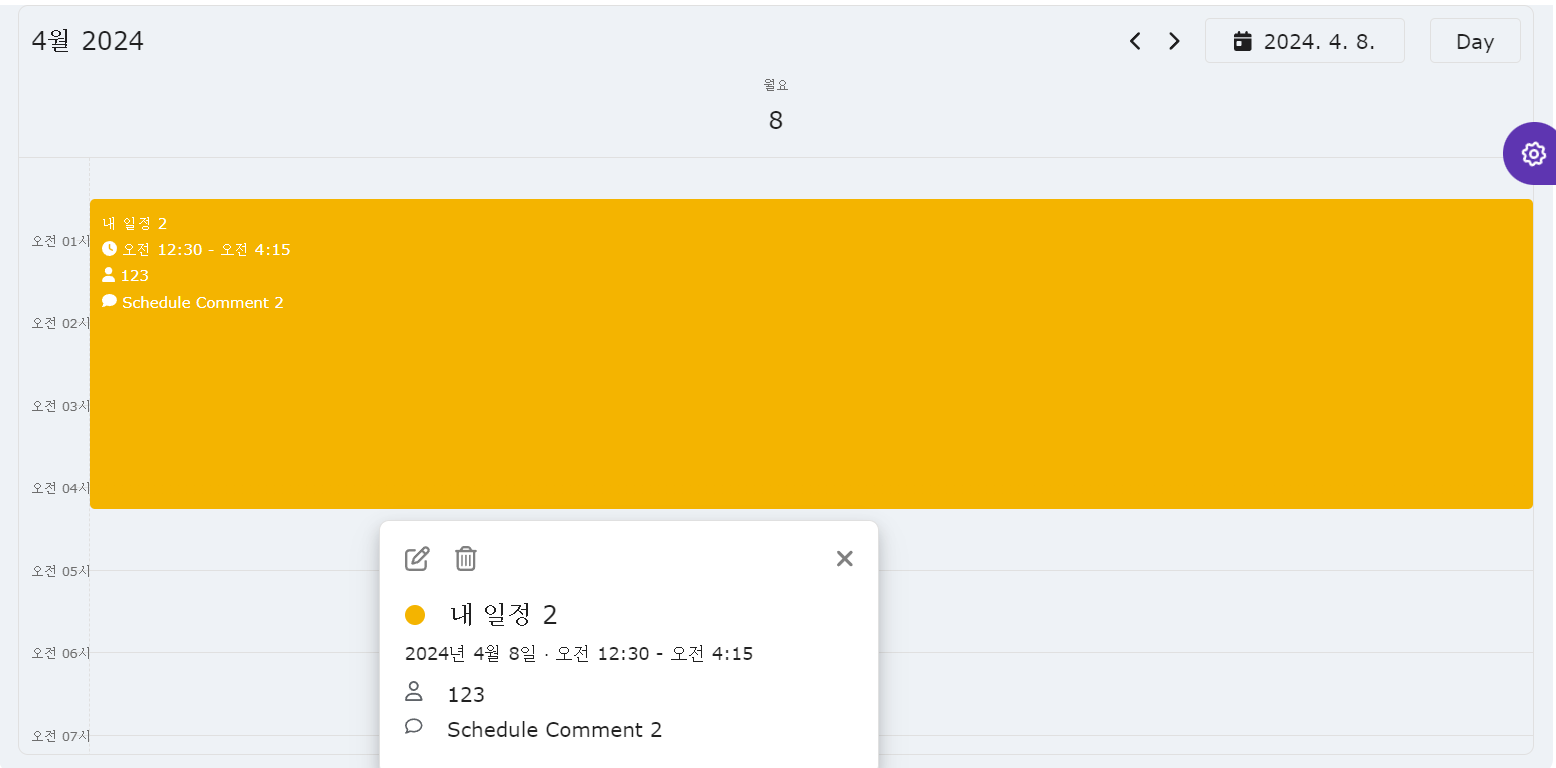 4월 2024
2024. 4. 8.
Day
월요
8
내 일정 2
오전 12:30 - 오전 4:15
123
Schedule Comment 2
오전 01시
오전 02시
오전 03시
오전 04시
오전 05시
오전 06시
오전 07시
내 일정 2
2024년 4월 8일 · 오전 12:30 - 오전 4:15
123
Schedule Comment 2